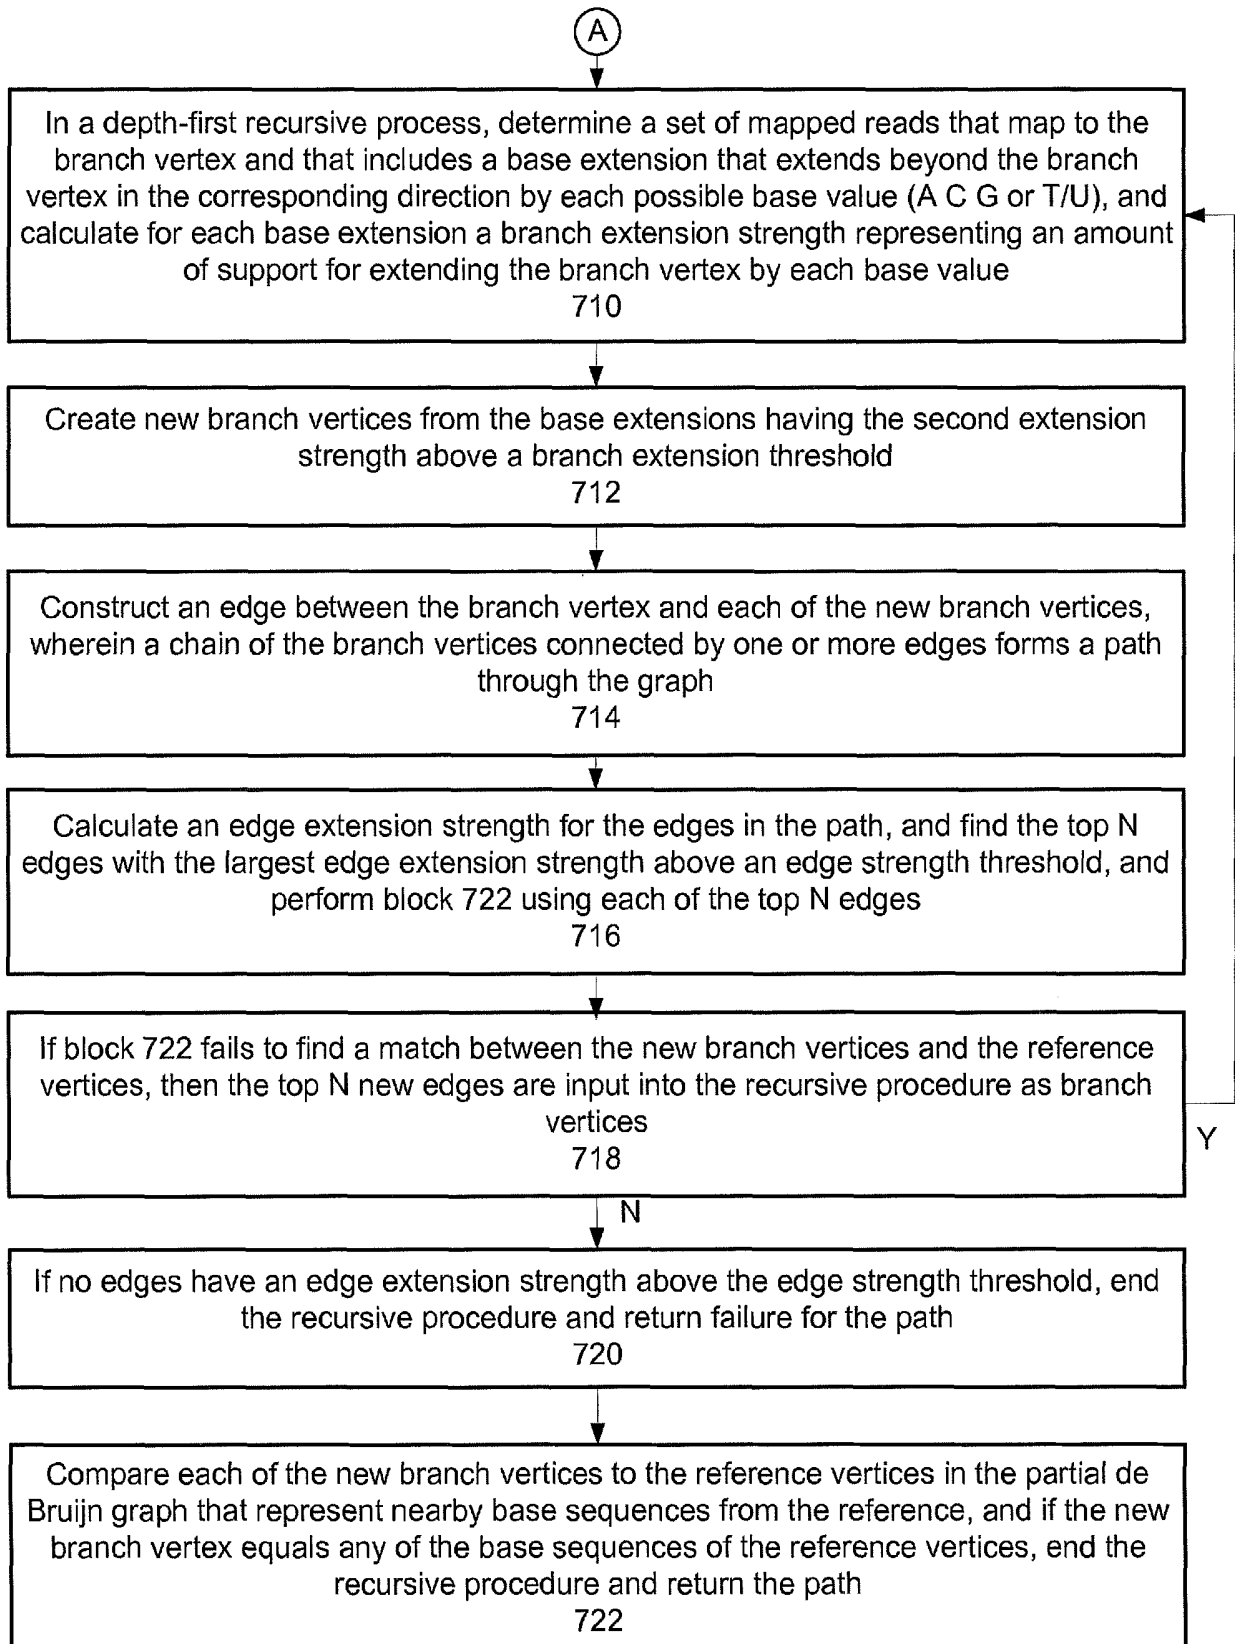 A
In a depth-first recursive process, determine a set of mapped reads that map to the
branch vertex and that includes a base extension that extends beyond the branch
vertex in the corresponding direction by each possible base value (A C G or T/U), and
calculate for each base extension a branch extension strength representing an amount
of support for extending the branch vertex by each base value
710
Create new branch vertices from the base extensions having the second extension
strength above a branch extension threshold
712
Construct an edge between the branch vertex and each of the new branch vertices,
wherein a chain of the branch vertices connected by one or more edges forms a path
through the graph
714
Calculate an edge extension strength for the edges in the path, and find the top N
edges with the largest edge extension strength above an edge strength threshold, and
perform block 722 using each of the top N edges
716
If block 722 fails to find a match between the new branch vertices and the reference
vertices, then the top N new edges are input into the recursive procedure as branch
vertices
718
Y
N
If no edges have an edge extension strength above the edge strength threshold, end
the recursive procedure and return failure for the path
720
Compare each of the new branch vertices to the reference vertices in the partial de
Bruijn graph that represent nearby base sequences from the reference, and if the new
branch vertex equals any of the base sequences of the reference vertices, end the
recursive procedure and return the path
722